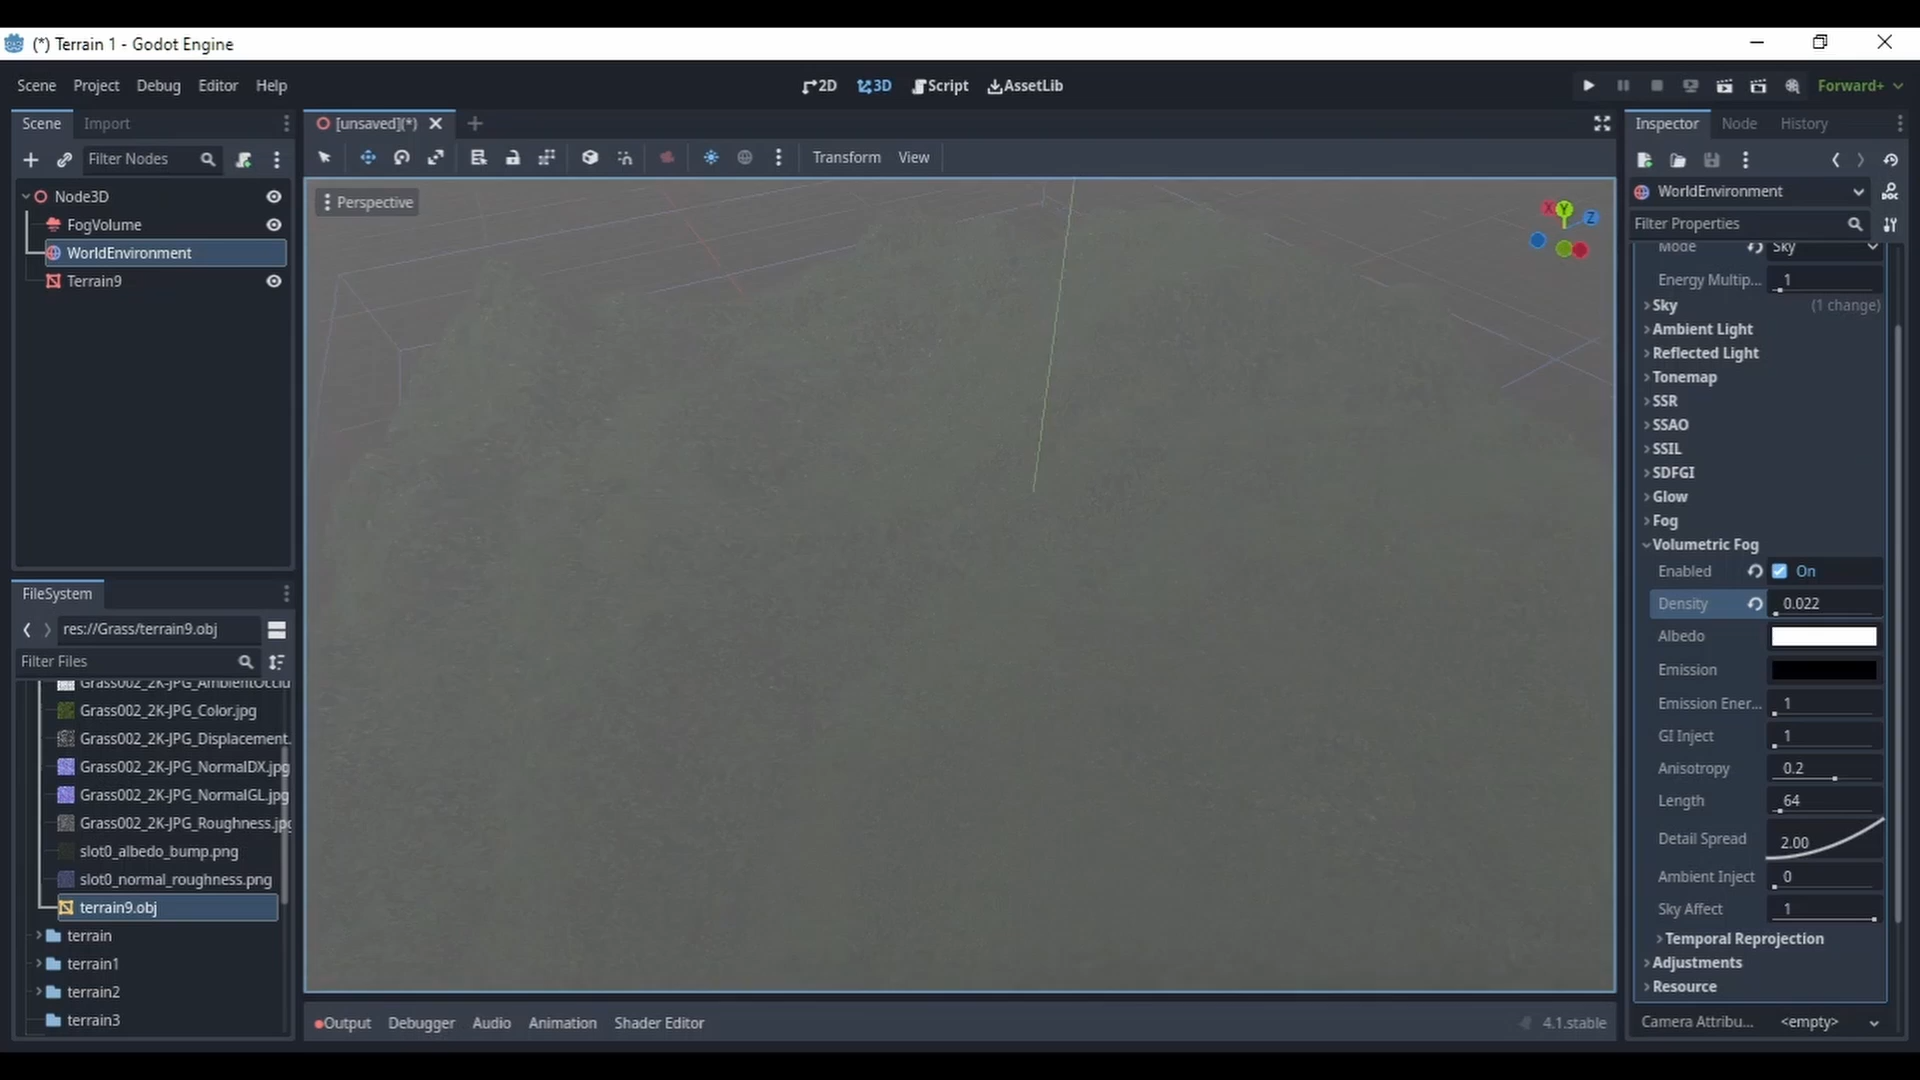 (*) Terrain 1 - Godot Engine
Scene Project Debug Editor Help
2D 3D Script AssetLib
Forward+
Scene Import
[unsaved](*)
Inspector Node History
Filter Nodes
Transform View
Node3D
FogVolume
WorldEnvironment
Terrain9
Perspective
X Y Z
FileSystem
res://Grass/terrain9.obj
Filter Files
Grass002_2K-JPG_AmbientOcclu
Grass002_2K-JPG_Color.jpg
Grass002_2K-JPG_Displacement.
Grass002_2K-JPG_NormalDX.jpg
Grass002_2K-JPG_NormalGL.jpg
Grass002_2K-JPG_Roughness.jpg
slot0_albedo_bump.png
slot0_normal_roughness.png
terrain9.obj
terrain
terrain1
terrain2
terrain3
Output Debugger Audio Animation Shader Editor
4.1.stable
WorldEnvironment
Filter Properties
Mode Sky
Energy Multip... 1
Sky (1 change)
Ambient Light
Reflected Light
Tonemap
SSR
SSAO
SSIL
SDFGI
Glow
Fog
Volumetric Fog
Enabled On
Density 0.022
Albedo
Emission
Emission Ener... 1
GI Inject 1
Anisotropy 0.2
Length 64
Detail Spread 2.00
Ambient Inject 0
Sky Affect 1
Temporal Reprojection
Adjustments
Resource
Camera Attribu... <empty>